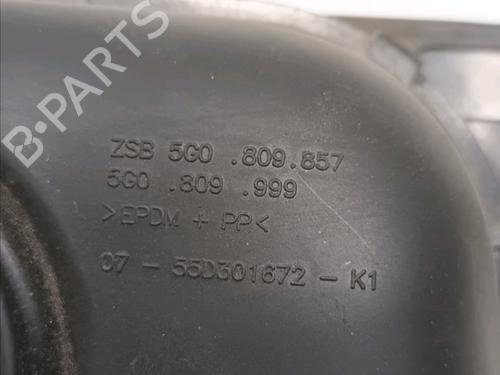 ZSB 5G0 .809.857
5G0 .809 .999
>EPDM + PP<
07 - 55D301672 - K1
B-PARTS